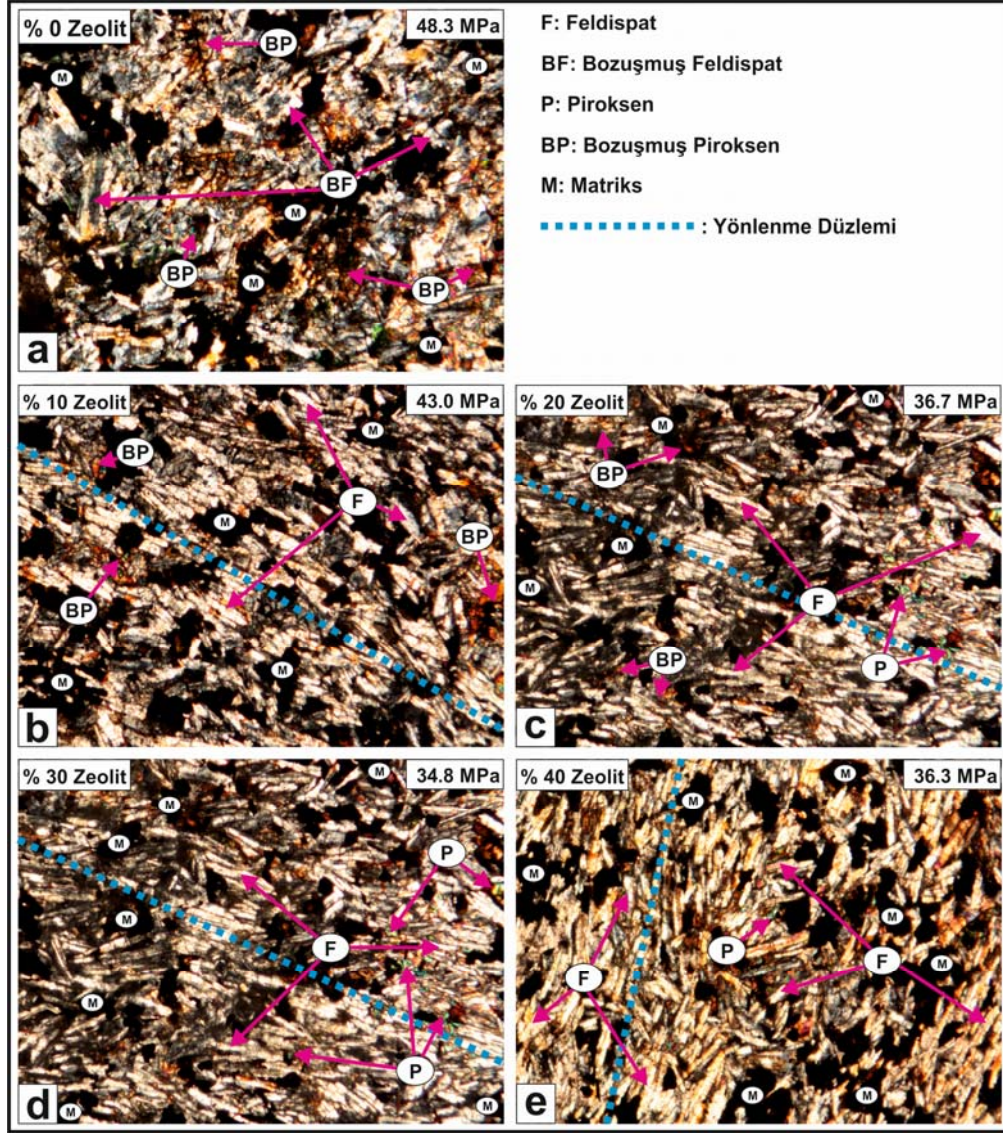 % 0 Zeolit
48.3 MPa
BP
M
M
BF
M
BP
M
BP
M
a
F: Feldispat
BF: Bozuşmuş Feldispat
P: Piroksen
BP: Bozuşmuş Piroksen
M: Matriks
: Yönlenme Düzlemi
% 10 Zeolit
43.0 MPa
M
BP
F
M
BP
BP
M
M
b
% 20 Zeolit
36.7 MPa
M
M
BP
M
M
F
BP
P
c
% 30 Zeolit
34.8 MPa
M
M
M
P
M
F
M
P
M
M
d
% 40 Zeolit
36.3 MPa
M
M
M
M
P
F
F
M
M
M
e